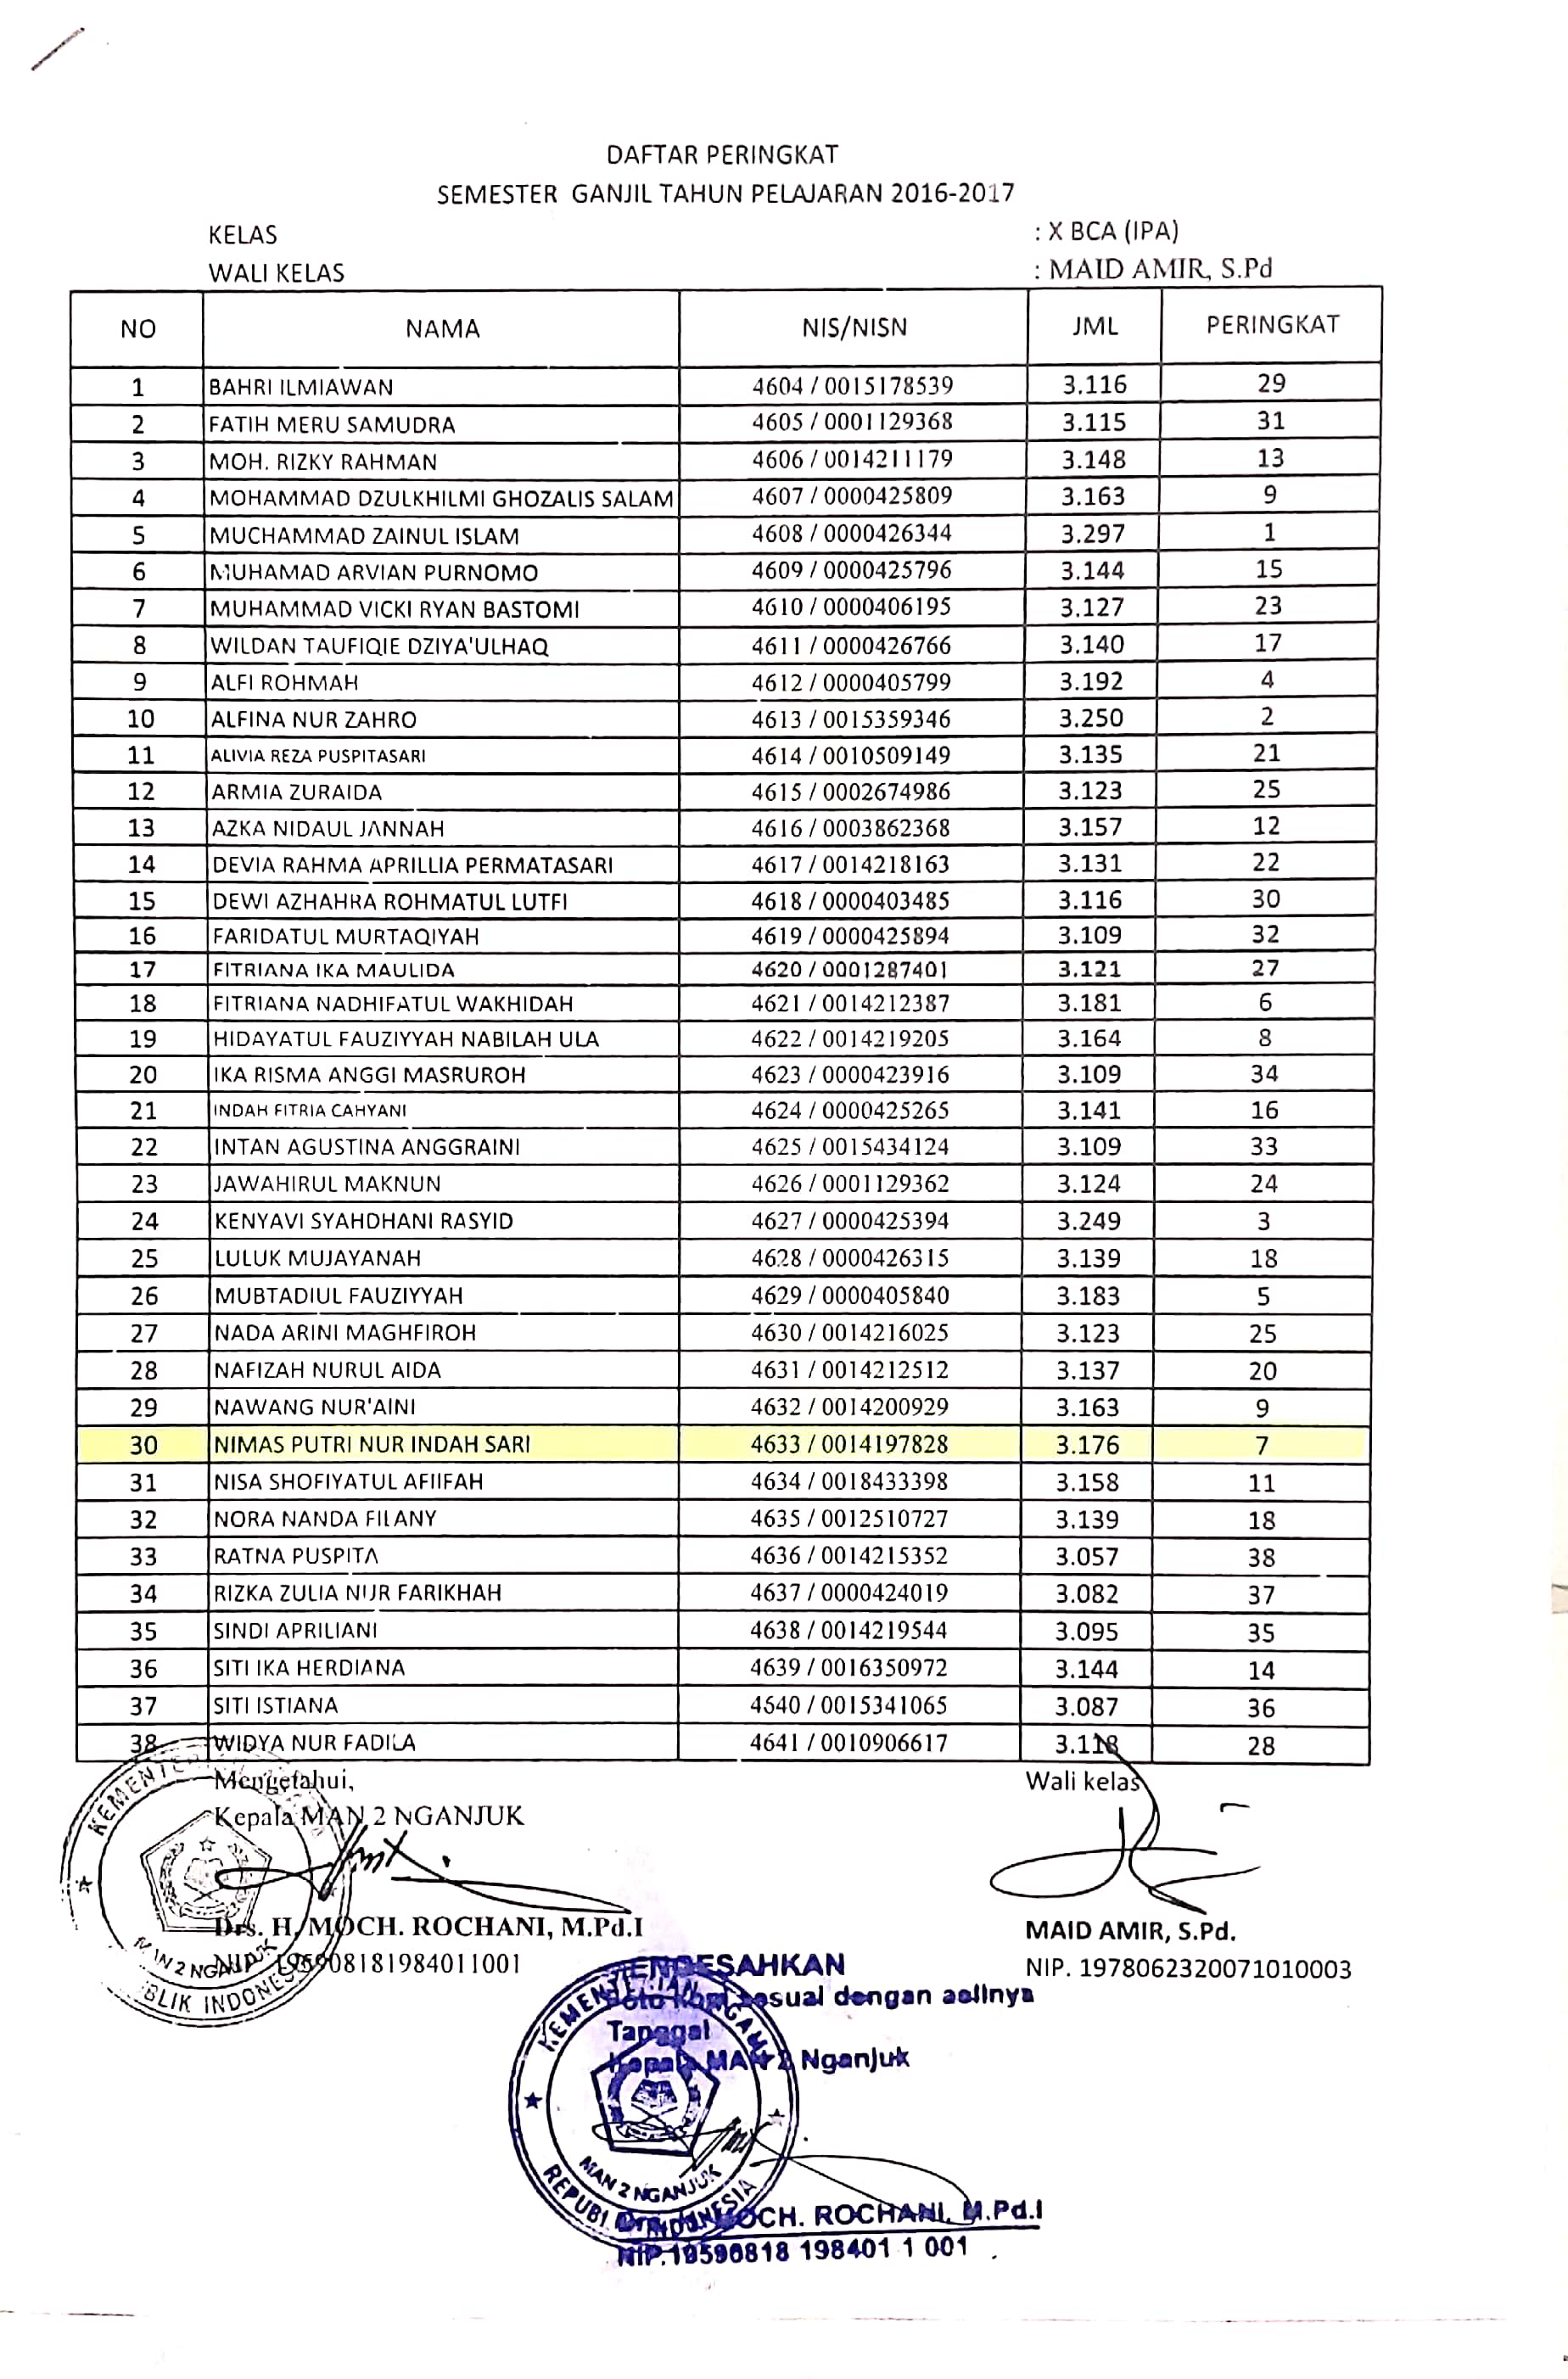 DAFTAR PERINGKAT
SEMESTER GANJIL TAHUN PELAJARAN 2016-2017
KELAS : X BCA (IPA)
WALI KELAS : MAID AMIR, S.Pd
NO NAMA NIS/NISN JML PERINGKAT
1 BAHRI ILMIAWAN 4604 / 0015178539 3.116 29
2 FATIH MERU SAMUDRA 4605 / 0001129368 3.115 31
3 MOH. RIZKY RAHMAN 4606 / 0014211179 3.148 13
4 MOHAMMAD DZULKHILMI GHOZALIS SALAM 4607 / 0000425809 3.163 9
5 MUCHAMMAD ZAINUL ISLAM 4608 / 0000426344 3.297 1
6 MUHAMAD ARVIAN PURNOMO 4609 / 0000425796 3.144 15
7 MUHAMMAD VICKI RYAN BASTOMI 4610 / 0000406195 3.127 23
8 WILDAN TAUFIQIE DZIYA'ULHAQ 4611 / 0000426766 3.140 17
9 ALFI ROHMAH 4612 / 0000405799 3.192 4
10 ALFINA NUR ZAHRO 4613 / 0015359346 3.250 2
11 ALIVIA REZA PUSPITASARI 4614 / 0010509149 3.135 21
12 ARMIA ZURAIDA 4615 / 0002674986 3.123 25
13 AZKA NIDAUL JANNAH 4616 / 0003862368 3.157 12
14 DEVIA RAHMA APRILLIA PERMATASARI 4617 / 0014218163 3.131 22
15 DEWI AZHAHRA ROHMATUL LUTFI 4618 / 0000403485 3.116 30
16 FARIDATUL MURTAQIYAH 4619 / 0000425894 3.109 32
17 FITRIANA IKA MAULIDA 4620 / 0001287401 3.121 27
18 FITRIANA NADHIFATUL WAKHIDAH 4621 / 0014212387 3.181 6
19 HIDAYATUL FAUZIYYAH NABILAH ULA 4622 / 0014219205 3.164 8
20 IKA RISMA ANGGI MASRUROH 4623 / 0000423916 3.109 34
21 INDAH FITRIA CAHYANI 4624 / 0000425265 3.141 16
22 INTAN AGUSTINA ANGGRAINI 4625 / 0015434124 3.109 33
23 JAWAHIRUL MAKNUN 4626 / 0001129362 3.124 24
24 KENYAVI SYAHDHANI RASYID 4627 / 0000425394 3.249 3
25 LULUK MUJAYANAH 4628 / 0000426315 3.139 18
26 MUBTADIUL FAUZIYYAH 4629 / 0000405840 3.183 5
27 NADA ARINI MAGHFIROH 4630 / 0014216025 3.123 25
28 NAFIZAH NURUL AIDA 4631 / 0014212512 3.137 20
29 NAWANG NUR'AINI 4632 / 0014200929 3.163 9
30 NIMAS PUTRI NUR INDAH SARI 4633 / 0014197828 3.176 7
31 NISA SHOFIYATUL AFIIFAH 4634 / 0018433398 3.158 11
32 NORA NANDA FILANY 4635 / 0012510727 3.139 18
33 RATNA PUSPITA 4636 / 0014215352 3.057 38
34 RIZKA ZULIA NUR FARIKHAH 4637 / 0000424019 3.082 37
35 SINDI APRILIANI 4638 / 0014219544 3.095 35
36 SITI IKA HERDIANA 4639 / 0016350972 3.144 14
37 SITI ISTIANA 4640 / 0015341065 3.087 36
38 WIDYA NUR FADILA 4641 / 0010906617 3.118 28
Mengetahui, Wali kelas
Kepala MAN 2 NGANJUK
Drs. H. MOCH. ROCHANI, M.Pd.I MAID AMIR, S.Pd.
NIP. 195908181984011001 NIP. 1978062320071010003
MAN 2 NGANJUK
MENGESAHKAN
Foto Kopi sesuai dengan aslinya
Tanggal
Kepala MAN 2 Nganjuk
KEMENTERIAN AGAMA
MAN 2 NGANJUK
REPUBLIK INDONESIA
Drs. H. MOCH. ROCHANI, M.Pd.I
NIP.19590818 198401 1 001